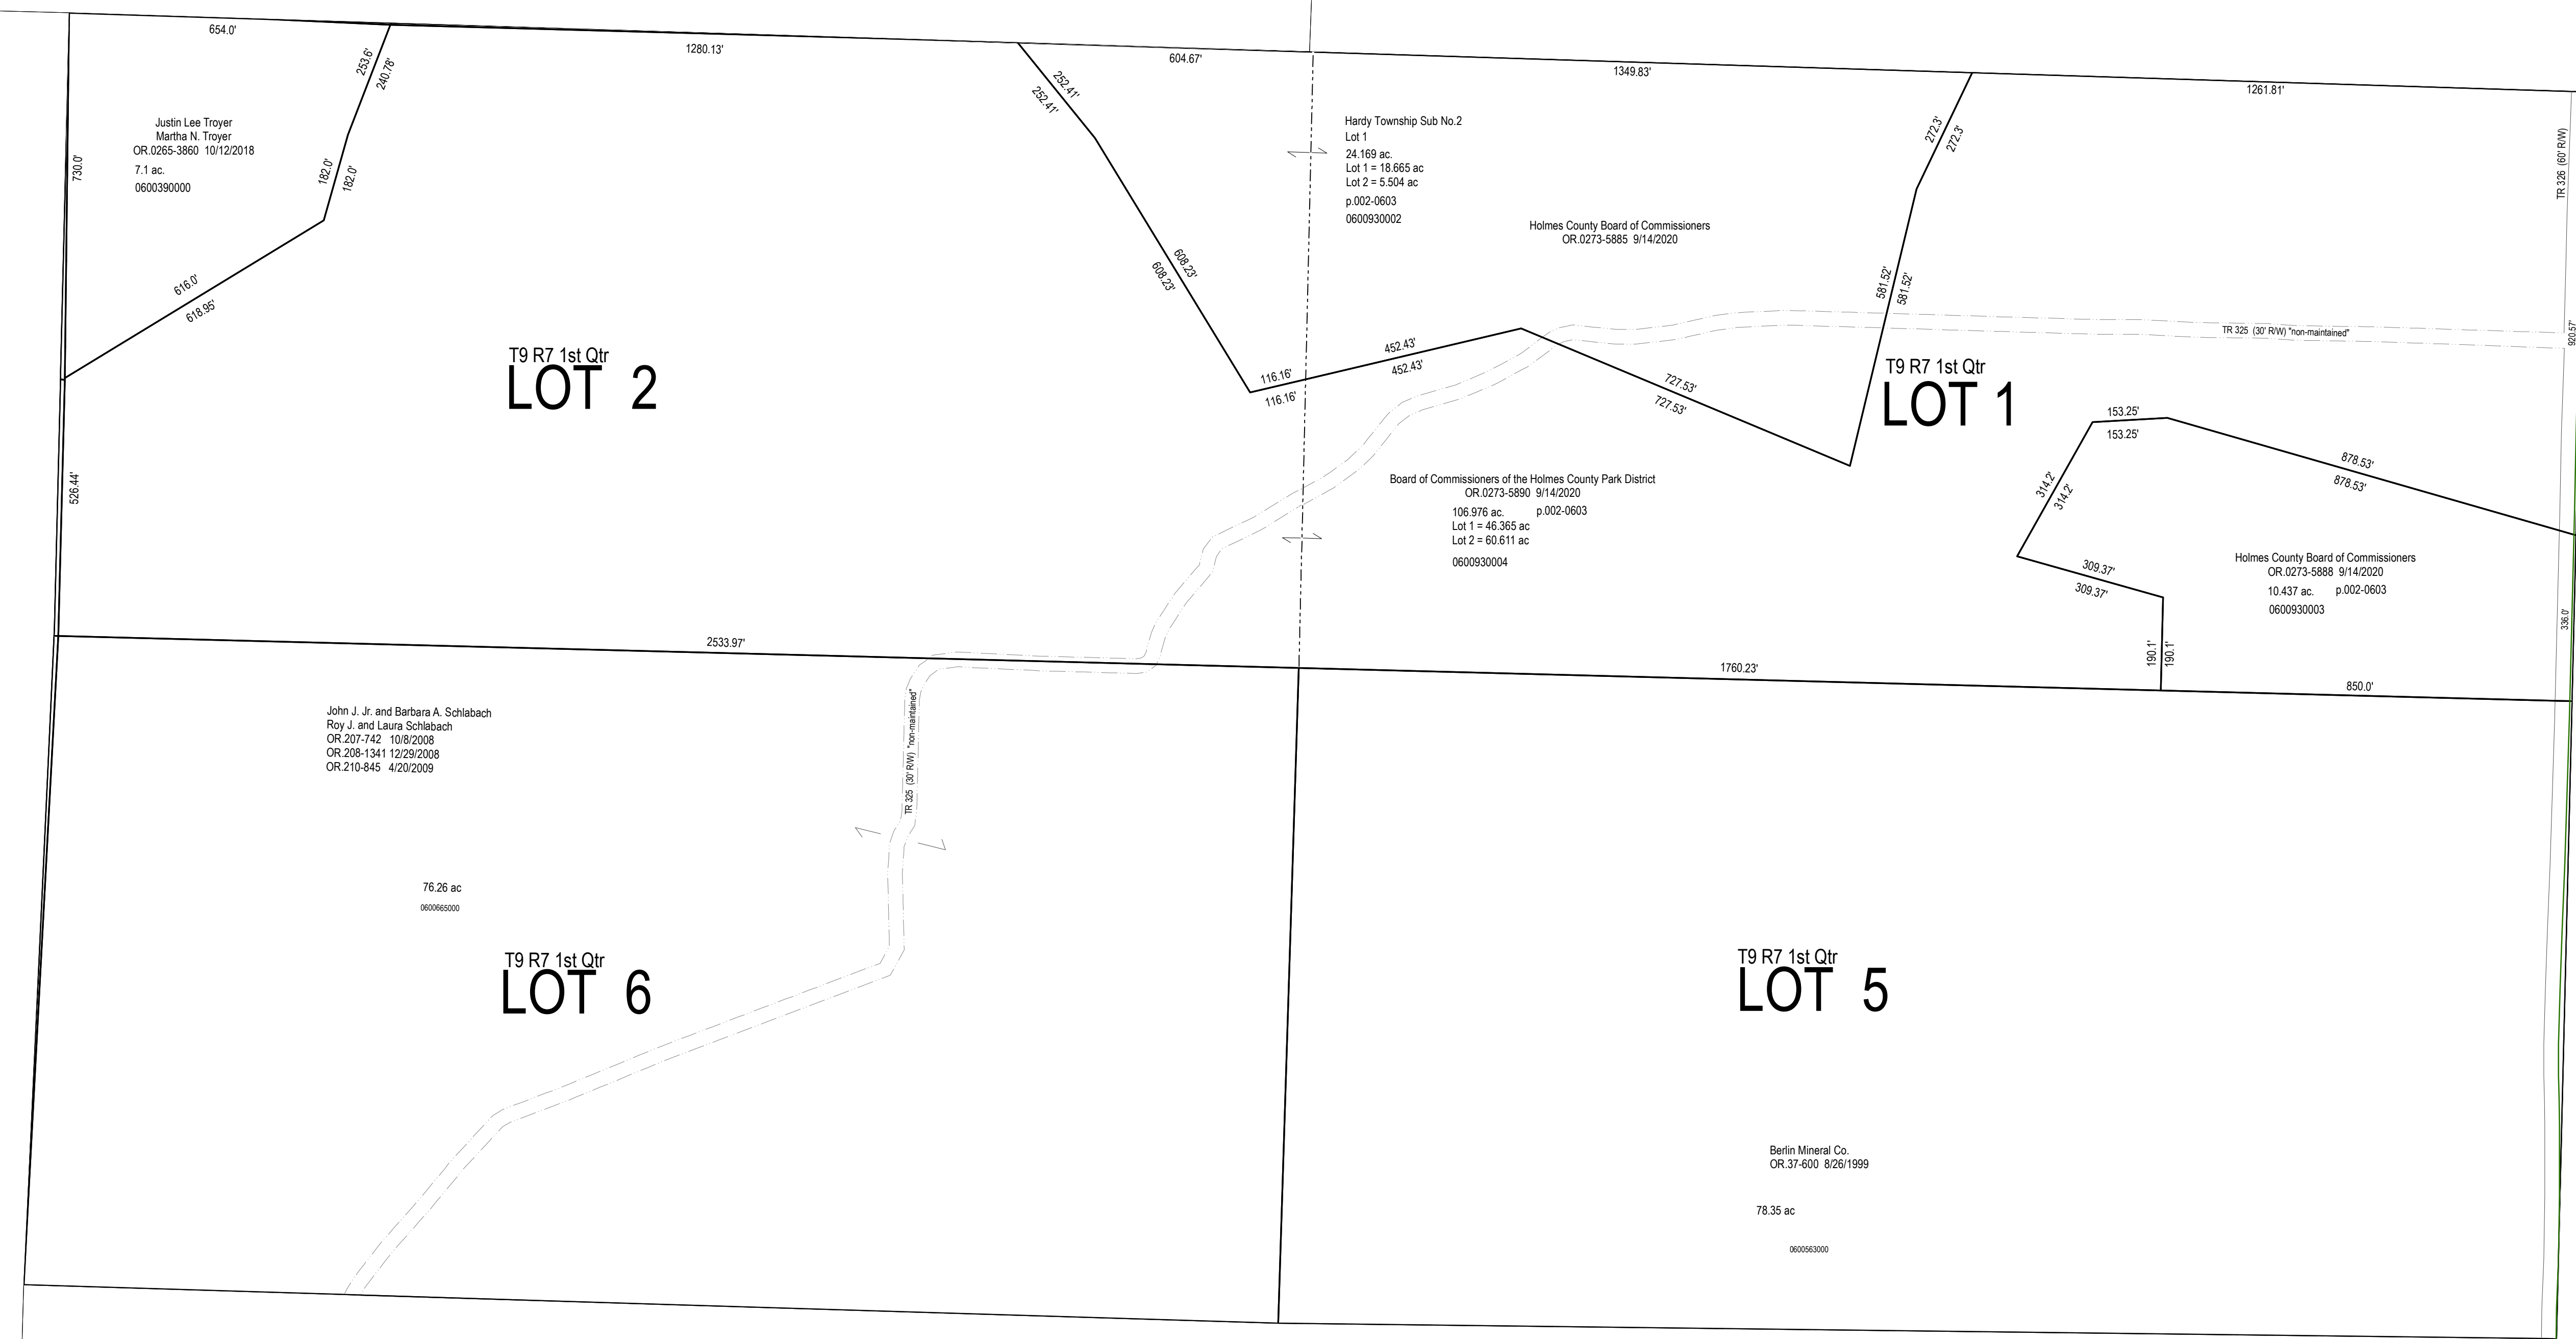 654.0'
1280.13'
604.67'
1349.83'
1261.81'
253.6'
240.78'
252.41'
252.41'
272.3'
272.3'
TR 326 (60' R/W)
Justin Lee Troyer
Martha N. Troyer
OR.0265-3860 10/12/2018
7.1 ac.
0600390000
730.0'
182.0'
182.0'
616.0'
618.95'
Hardy Township Sub No.2
Lot 1
24.169 ac.
Lot 1 = 18.665 ac
Lot 2 = 5.504 ac
p.002-0603
0600930002
Holmes County Board of Commissioners
OR.0273-5885 9/14/2020
608.23'
608.23'
581.52'
581.52'
TR 325 (30' R/W) "non-maintained"
920.57'
T9 R7 1st Qtr
LOT 2
116.16'
116.16'
452.43'
452.43'
727.53'
727.53'
T9 R7 1st Qtr
LOT 1
153.25'
153.25'
878.53'
878.53'
314.2'
314.2'
526.44'
Board of Commissioners of the Holmes County Park District
OR.0273-5890 9/14/2020
106.976 ac. p.002-0603
Lot 1 = 46.365 ac
Lot 2 = 60.611 ac
0600930004
309.37'
309.37'
Holmes County Board of Commissioners
OR.0273-5888 9/14/2020
10.437 ac. p.002-0603
0600930003
336.0'
190.1'
190.1'
2533.97'
1760.23'
850.0'
John J. Jr. and Barbara A. Schlabach
Roy J. and Laura Schlabach
OR.207-742 10/8/2008
OR.208-1341 12/29/2008
OR.210-845 4/20/2009
TR 325 (30' R/W) "non-maintained"
76.26 ac
0600665000
T9 R7 1st Qtr
LOT 6
T9 R7 1st Qtr
LOT 5
Berlin Mineral Co.
OR.37-600 8/26/1999
78.35 ac
0600563000